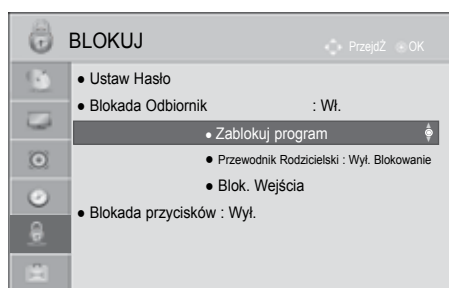 BLOKUJ
PrzejdŹ OK
● Ustaw Hasło
● Blokada Odbiornik : Wł.
● Zablokuj program
● Przewodnik Rodzicielski : Wył. Blokowanie
● Blok. Wejścia
● Blokada przycisków : Wył.